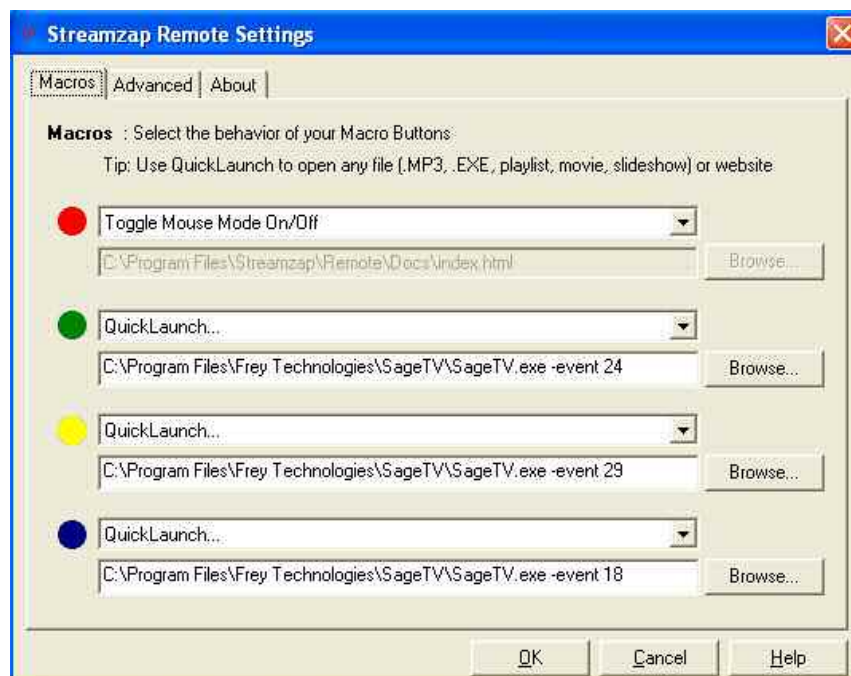 Streamzap Remote Settings
Macros Advanced About
Macros : Select the behavior of your Macro Buttons
Tip: Use QuickLaunch to open any file (.MP3, .EXE, playlist, movie, slideshow) or website
Toggle Mouse Mode On/Off
C:\Program Files\Streamzap\Remote\Docs\index.html Browse...
QuickLaunch...
C:\Program Files\Frey Technologies\SageTV\SageTV.exe -event 24 Browse...
QuickLaunch...
C:\Program Files\Frey Technologies\SageTV\SageTV.exe -event 29 Browse...
QuickLaunch...
C:\Program Files\Frey Technologies\SageTV\SageTV.exe -event 18 Browse...
OK Cancel Help